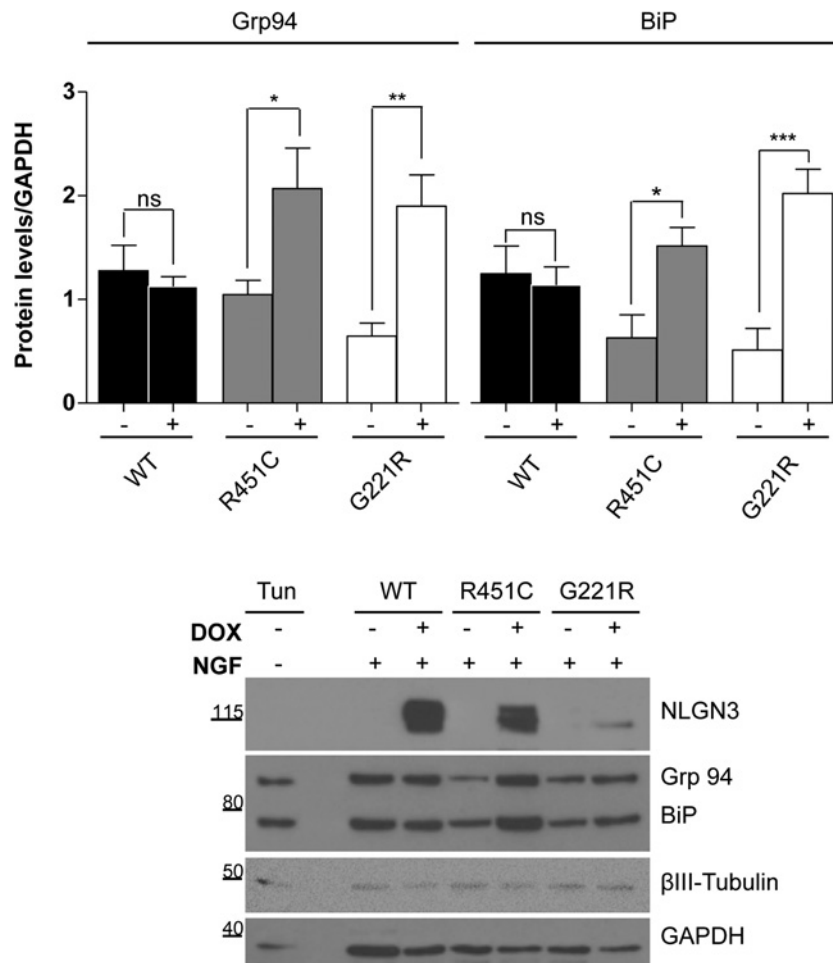 Grp94 BiP
Protein levels/GAPDH
3
2
1
0
ns * ** ns * ***
- + - + - + - + - + - +
WT R451C G221R WT R451C G221R
Tun WT R451C G221R
DOX - - + - + - +
NGF - + + + + + +
115 NLGN3
Grp 94
80 BiP
50 βIII-Tubulin
40 GAPDH